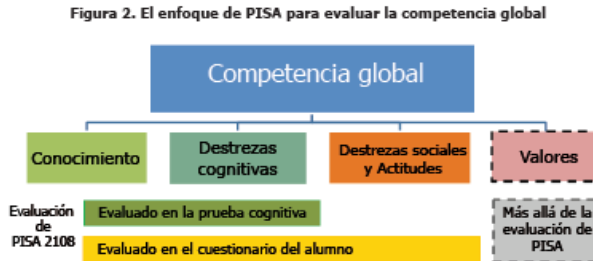 Figura 2. El enfoque de PISA para evaluar la competencia global
Competencia global
Conocimiento
Destrezas
cognitivas
Destrezas sociales
y Actitudes
Valores
Evaluación
de
PISA 2108
Evaluado en la prueba cognitiva
Evaluado en el cuestionario del alumno
Más allá de la
evaluación de
PISA